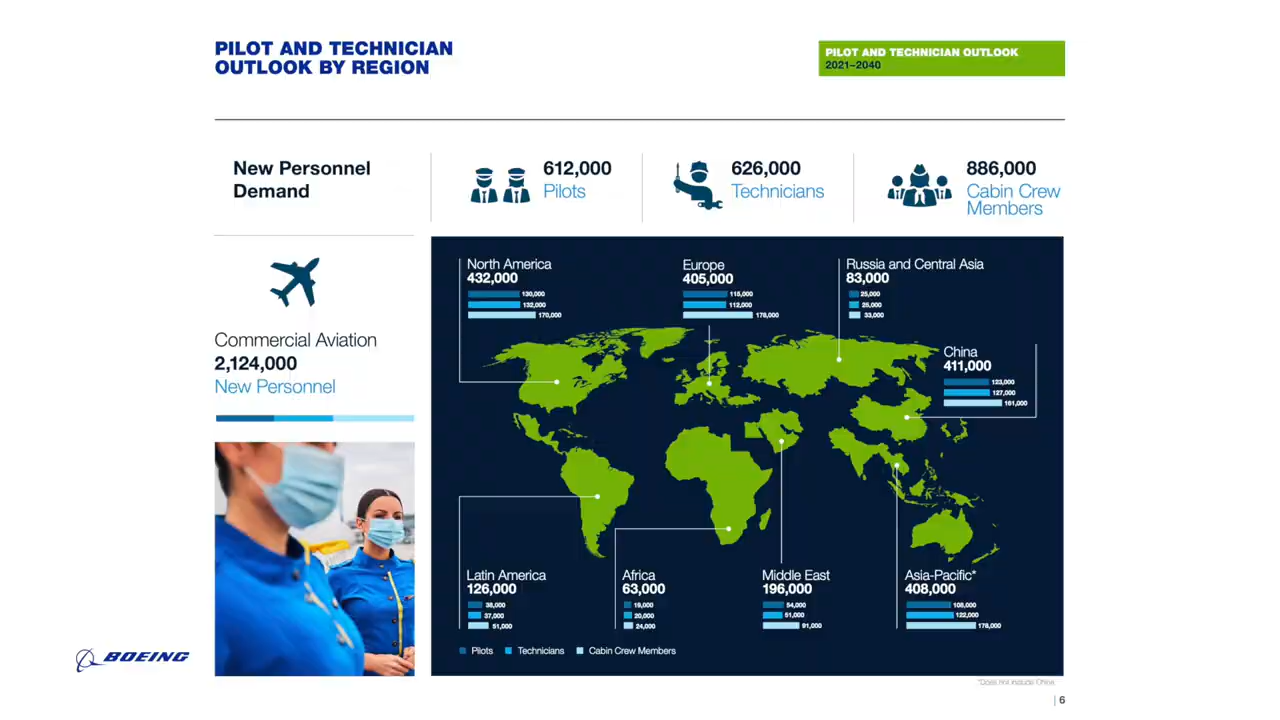 PILOT AND TECHNICIAN
OUTLOOK BY REGION
PILOT AND TECHNICIAN OUTLOOK
2021–2040
New Personnel
Demand
612,000
Pilots
626,000
Technicians
886,000
Cabin Crew
Members
Commercial Aviation
2,124,000
New Personnel
North America
432,000
130,000
132,000
170,000
Europe
405,000
115,000
112,000
178,000
Russia and Central Asia
83,000
25,000
25,000
33,000
China
411,000
123,000
127,000
161,000
Latin America
126,000
38,000
37,000
51,000
Africa
63,000
19,000
20,000
24,000
Middle East
196,000
54,000
51,000
91,000
Asia-Pacific*
408,000
108,000
122,000
178,000
Pilots
Technicians
Cabin Crew Members
BOEING
*Does not include China
| 6